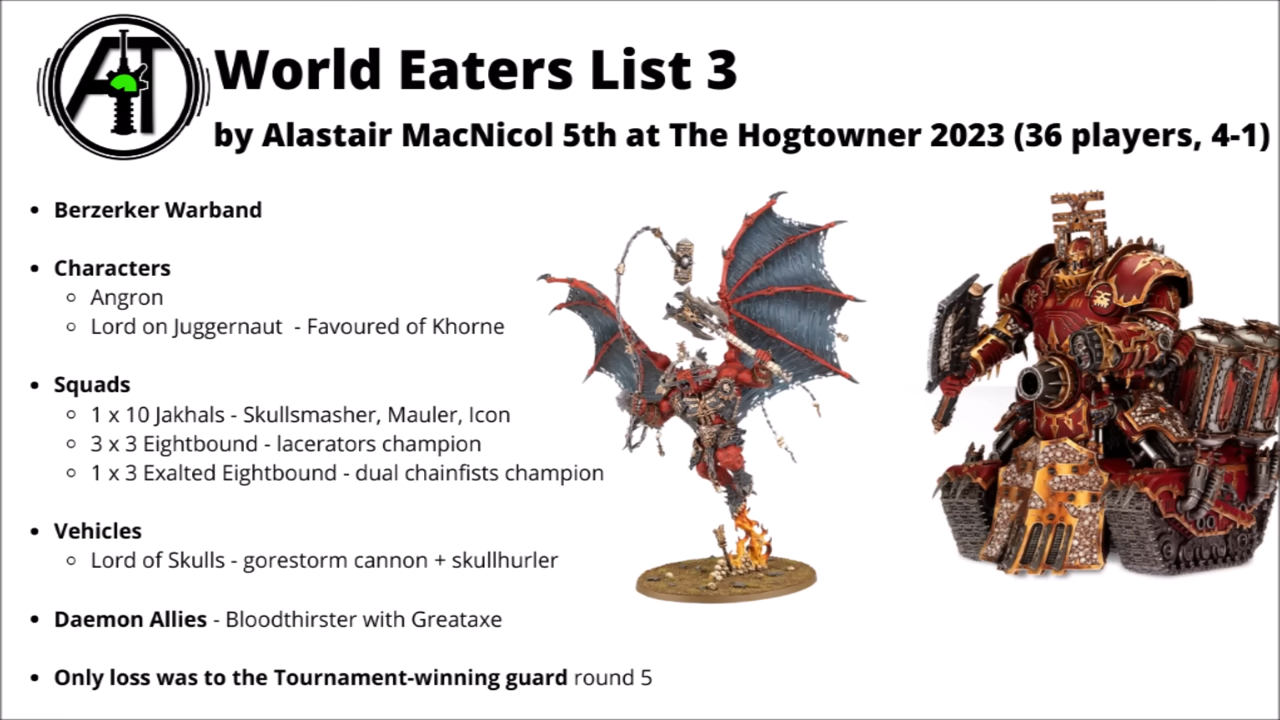 AT
World Eaters List 3
by Alastair MacNicol 5th at The Hogtowner 2023 (36 players, 4-1)
• Berzerker Warband
• Characters
○ Angron
○ Lord on Juggernaut - Favoured of Khorne
• Squads
○ 1 x 10 Jakhals - Skullsmasher, Mauler, Icon
○ 3 x 3 Eightbound - lacerators champion
○ 1 x 3 Exalted Eightbound - dual chainfists champion
• Vehicles
○ Lord of Skulls - gorestorm cannon + skullhurler
• Daemon Allies - Bloodthirster with Greataxe
• Only loss was to the Tournament-winning guard round 5